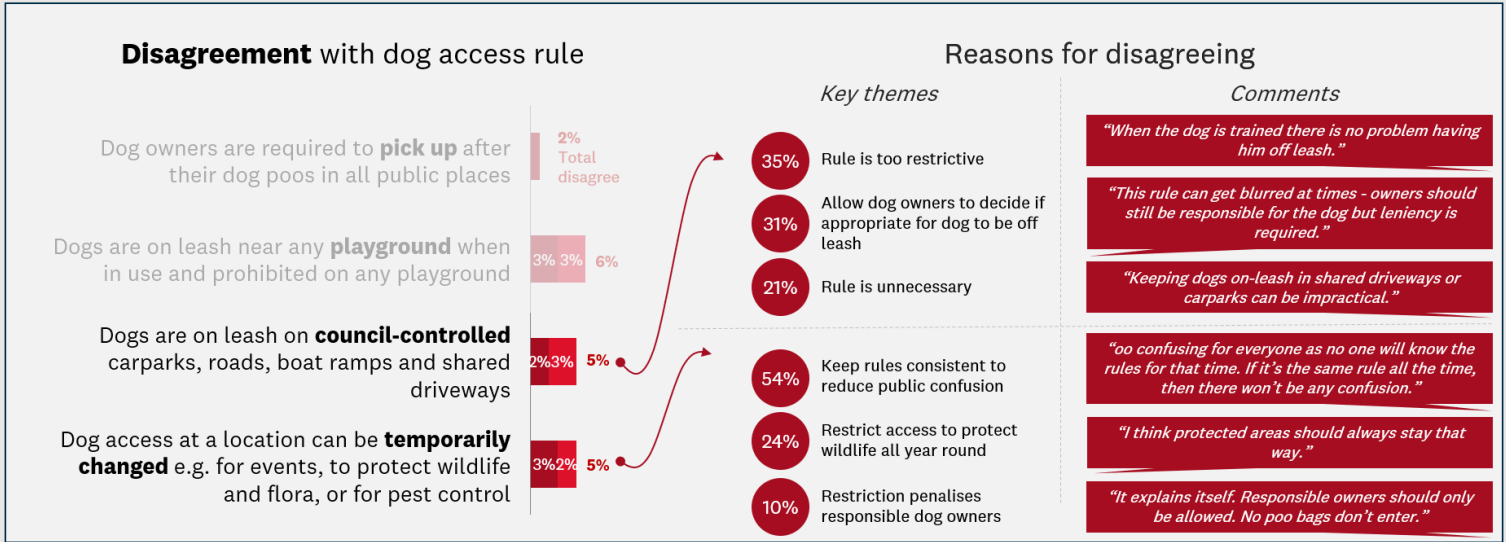 Disagreement with dog access rule
Dog owners are required to pick up after
their dog poos in all public places
2%
Total
disagree
Dogs are on leash near any playground when
in use and prohibited on any playground
3% 3% 6%
Dogs are on leash on council-controlled
carparks, roads, boat ramps and shared
driveways
2% 3% 5%
Dog access at a location can be temporarily
changed e.g. for events, to protect wildlife
and flora, or for pest control
3% 2% 5%
Reasons for disagreeing
Key themes
35% Rule is too restrictive
31%
Allow dog owners to decide if
appropriate for dog to be off
leash
21% Rule is unnecessary
54%
Keep rules consistent to
reduce public confusion
24%
Restrict access to protect
wildlife all year round
10%
Restriction penalises
responsible dog owners
Comments
“When the dog is trained there is no problem having
him off leash.”
“This rule can get blurred at times - owners should
still be responsible for the dog but leniency is
required.”
“Keeping dogs on-leash in shared driveways or
carparks can be impractical.”
“oo confusing for everyone as no one will know the
rules for that time. If it’s the same rule all the time,
then there won’t be any confusion.”
“I think protected areas should always stay that
way.”
“It explains itself. Responsible owners should only
be allowed. No poo bags don’t enter.”